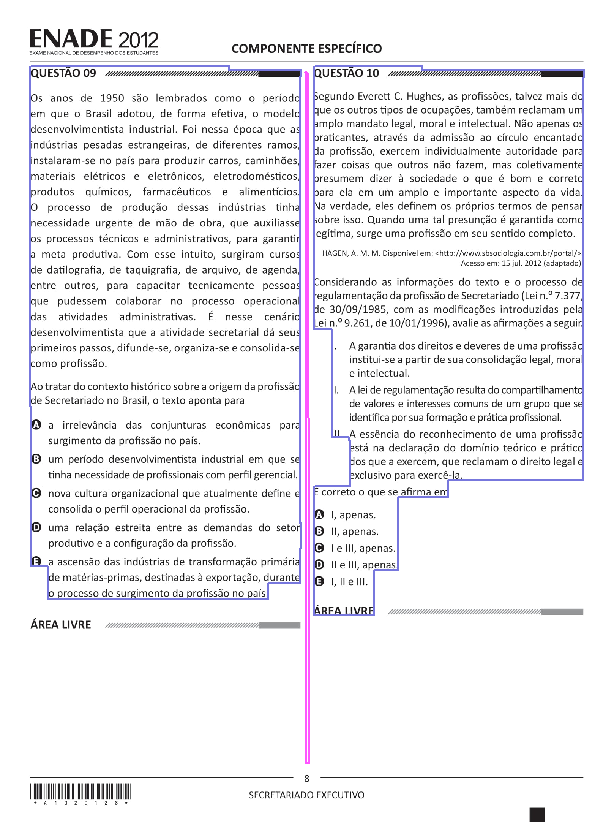 ENADE 2012
EXAME NACIONAL DE DESEMPENHO DOS ESTUDANTES
COMPONENTE ESPECÍFICO
QUESTÃO 09
Os anos de 1950 são lembrados como o período
em que o Brasil adotou, de forma efetiva, o modelo
desenvolvimentista industrial. Foi nessa época que as
indústrias pesadas estrangeiras, de diferentes ramos,
instalaram-se no país para produzir carros, caminhões,
materiais elétricos e eletrônicos, eletrodomésticos,
produtos químicos, farmacêuticos e alimentícios.
O processo de produção dessas indústrias tinha
necessidade urgente de mão de obra, que auxiliasse
os processos técnicos e administrativos, para garantir
a meta produtiva. Com esse intuito, surgiram cursos
de datilografia, de taquigrafia, de arquivo, de agenda,
entre outros, para capacitar tecnicamente pessoas
que pudessem colaborar no processo operacional
das atividades administrativas. É nesse cenário
desenvolvimentista que a atividade secretarial dá seus
primeiros passos, difunde-se, organiza-se e consolida-se
como profissão.
Ao tratar do contexto histórico sobre a origem da profissão
de Secretariado no Brasil, o texto aponta para
A a irrelevância das conjunturas econômicas para
surgimento da profissão no país.
B um período desenvolvimentista industrial em que se
tinha necessidade de profissionais com perfil gerencial.
C nova cultura organizacional que atualmente define e
consolida o perfil operacional da profissão.
D uma relação estreita entre as demandas do setor
produtivo e a configuração da profissão.
E a ascensão das indústrias de transformação primária
de matérias-primas, destinadas à exportação, durante
o processo de surgimento da profissão no país.
ÁREA LIVRE
QUESTÃO 10
Segundo Everett C. Hughes, as profissões, talvez mais do
que os outros tipos de ocupações, também reclamam um
amplo mandato legal, moral e intelectual. Não apenas os
praticantes, através da admissão ao círculo encantado
da profissão, exercem individualmente autoridade para
fazer coisas que outros não fazem, mas coletivamente
presumem dizer à sociedade o que é bom e correto
para ela em um amplo e importante aspecto da vida.
Na verdade, eles definem os próprios termos de pensar
sobre isso. Quando uma tal presunção é garantida como
legítima, surge uma profissão em seu sentido completo.
HAGEN, A. M. M. Disponível em: <http://www.sbsociologia.com.br/portal/>
Acesso em: 15 jul. 2012 (adaptado)
Considerando as informações do texto e o processo de
regulamentação da profissão de Secretariado (Lei n.º 7.377,
de 30/09/1985, com as modificações introduzidas pela
Lei n.º 9.261, de 10/01/1996), avalie as afirmações a seguir.
I. A garantia dos direitos e deveres de uma profissão
institui-se a partir de sua consolidação legal, moral
e intelectual.
II. A lei de regulamentação resulta do compartilhamento
de valores e interesses comuns de um grupo que se
identifica por sua formação e prática profissional.
III. A essência do reconhecimento de uma profissão
está na declaração do domínio teórico e prático
dos que a exercem, que reclamam o direito legal e
exclusivo para exercê-la.
É correto o que se afirma em
A I, apenas.
B II, apenas.
C I e III, apenas.
D II e III, apenas.
E I, II e III.
ÁREA LIVRE
8
SECRETARIADO EXECUTIVO